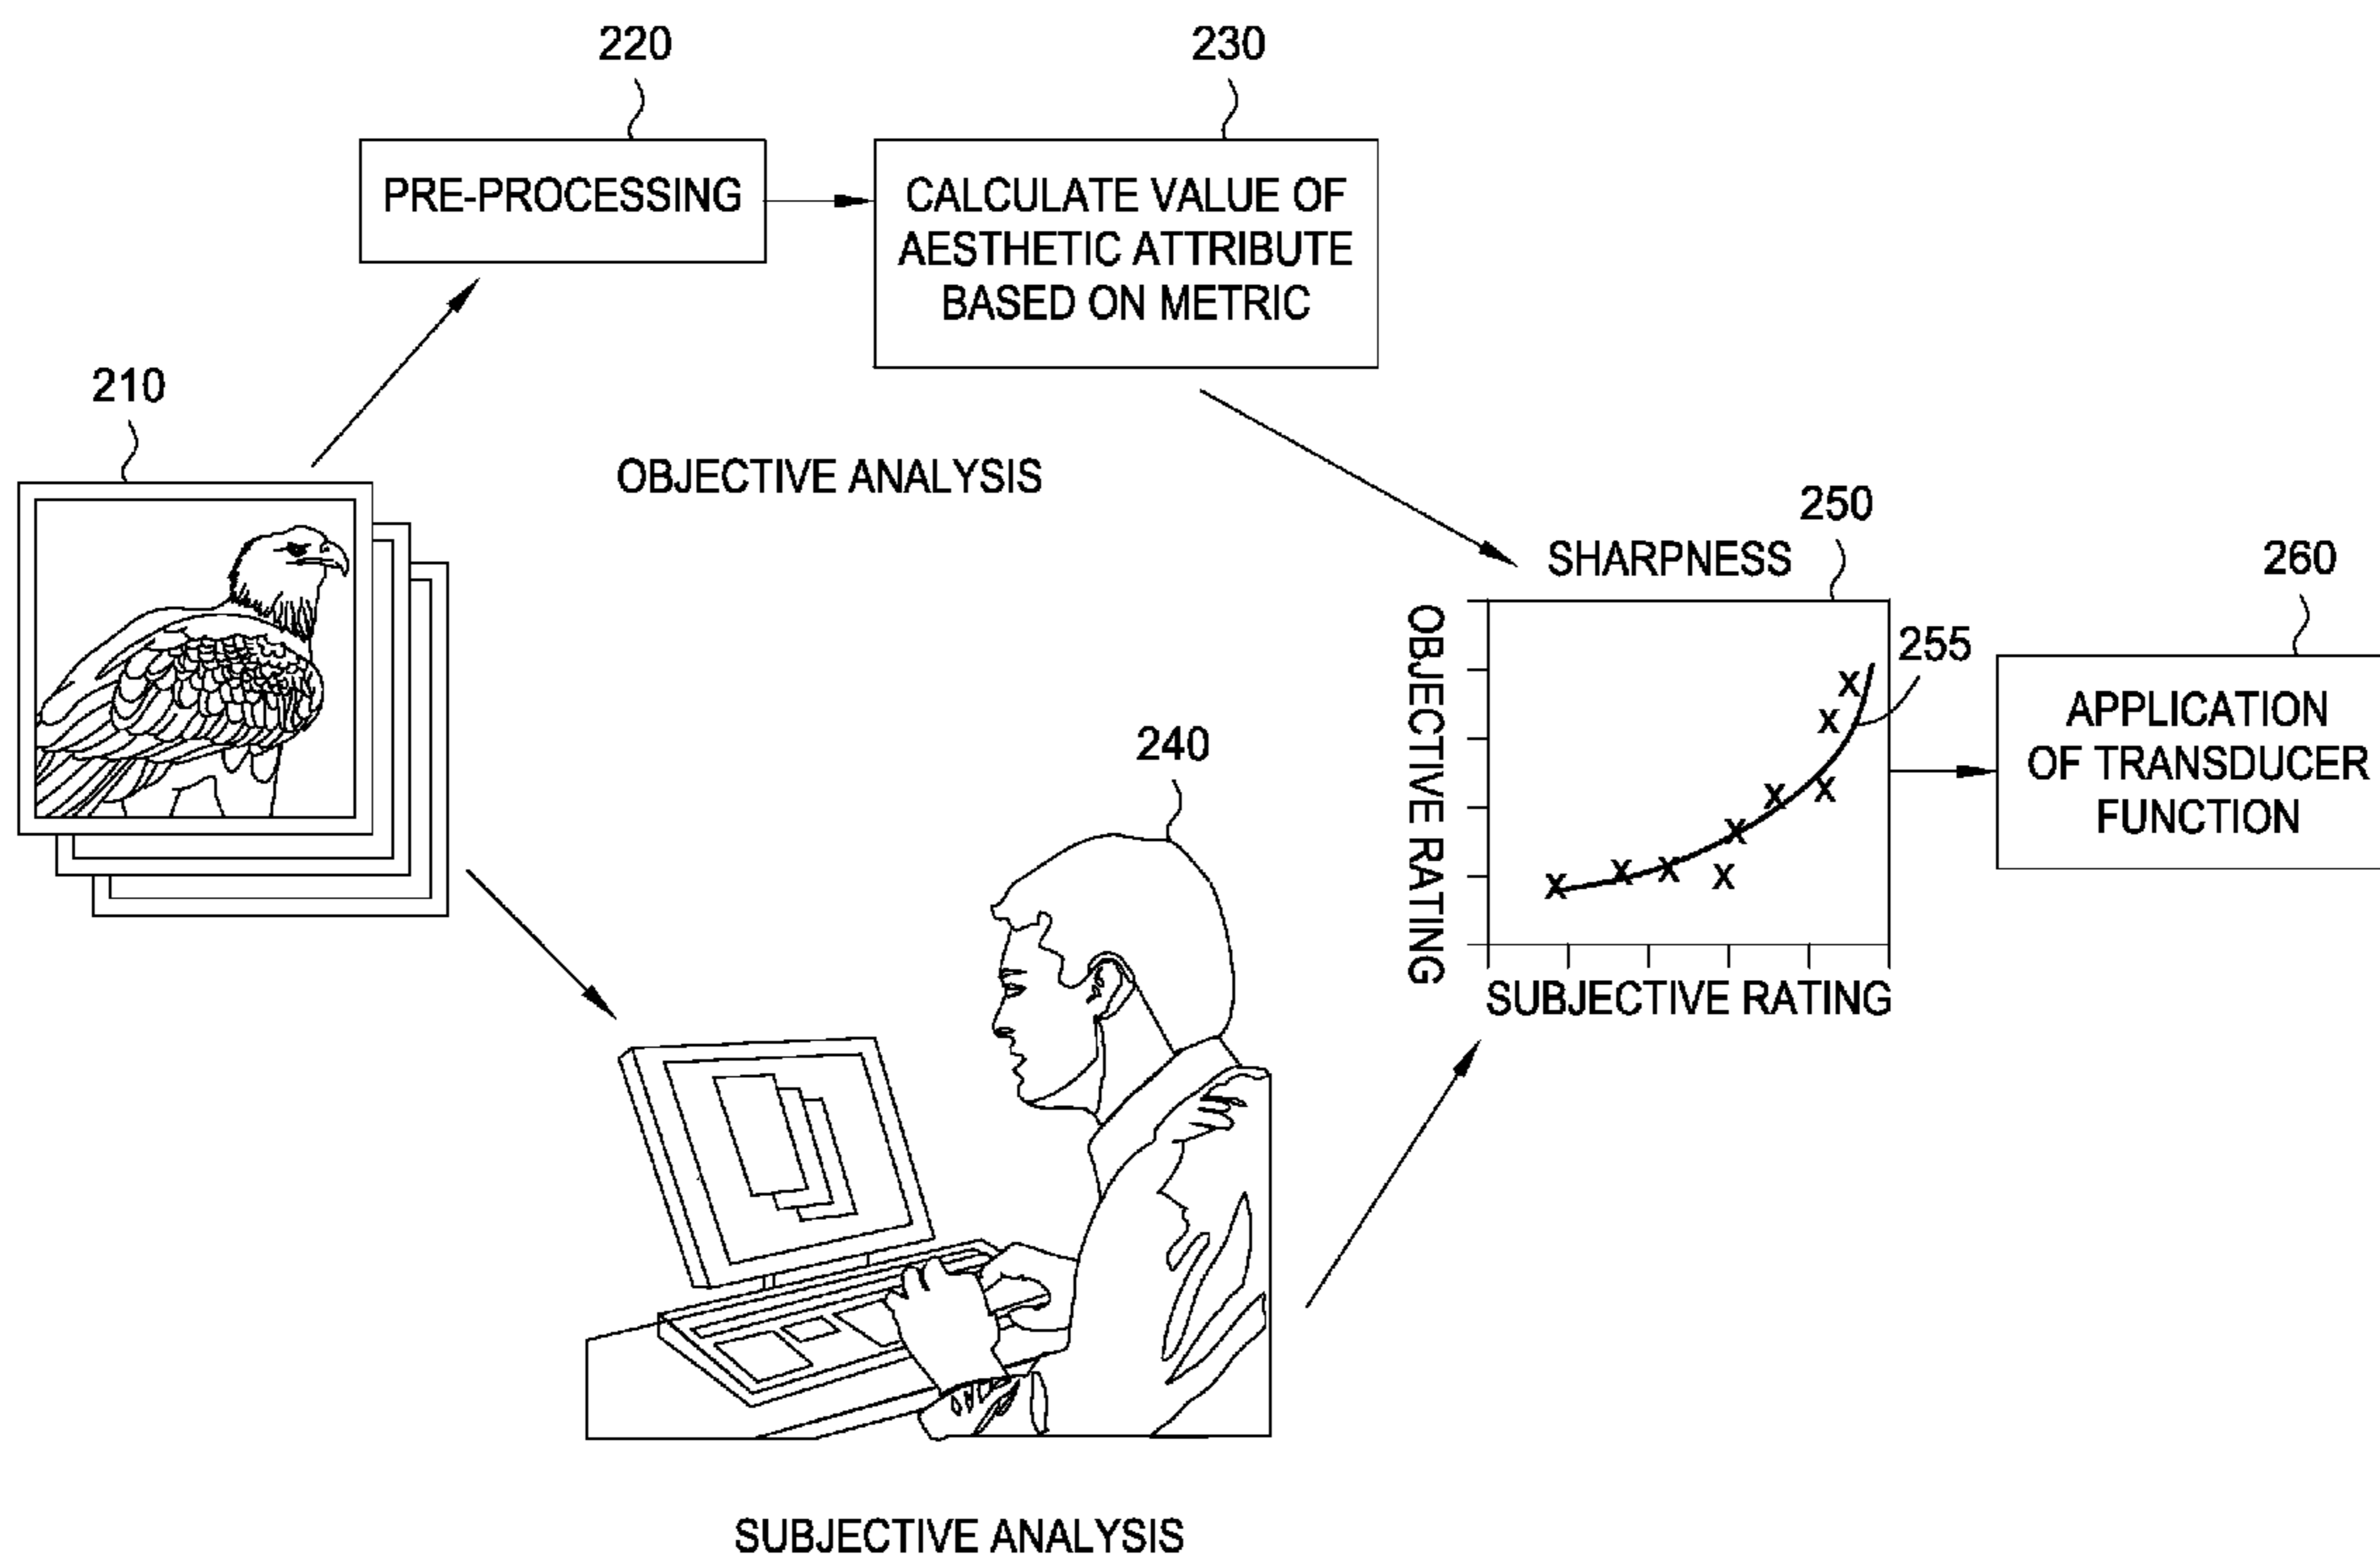 220
230
PRE-PROCESSING
CALCULATE VALUE OF
AESTHETIC ATTRIBUTE
BASED ON METRIC
210
OBJECTIVE ANALYSIS
250
SHARPNESS
260
OBJECTIVE RATING
255
APPLICATION
OF TRANSDUCER
FUNCTION
240
SUBJECTIVE RATING
SUBJECTIVE ANALYSIS